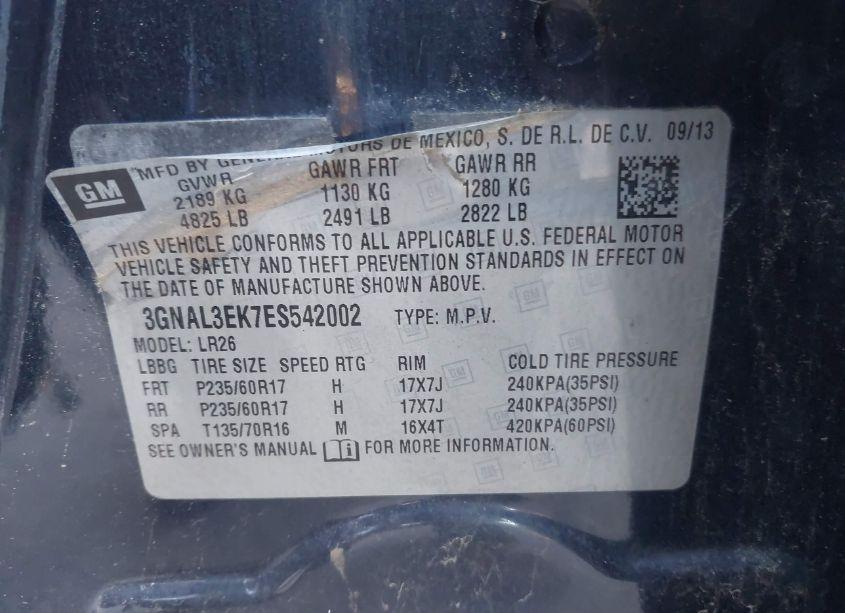 MFD BY GENERAL MOTORS DE MEXICO, S. DE R.L. DE C.V. 09/13
GM
GVWR GAWR FRT GAWR RR
2189 KG 1130 KG 1280 KG
4825 LB 2491 LB 2822 LB
THIS VEHICLE CONFORMS TO ALL APPLICABLE U.S. FEDERAL MOTOR
VEHICLE SAFETY AND THEFT PREVENTION STANDARDS IN EFFECT ON
THE DATE OF MANUFACTURE SHOWN ABOVE.
3GNAL3EK7ES542002 TYPE: M.P.V.
MODEL: LR26
LBBG TIRE SIZE SPEED RTG RIM COLD TIRE PRESSURE
FRT P235/60R17 H 17X7J 240KPA(35PSI)
RR P235/60R17 H 17X7J 240KPA(35PSI)
SPA T135/70R16 M 16X4T 420KPA(60PSI)
SEE OWNER'S MANUAL FOR MORE INFORMATION.